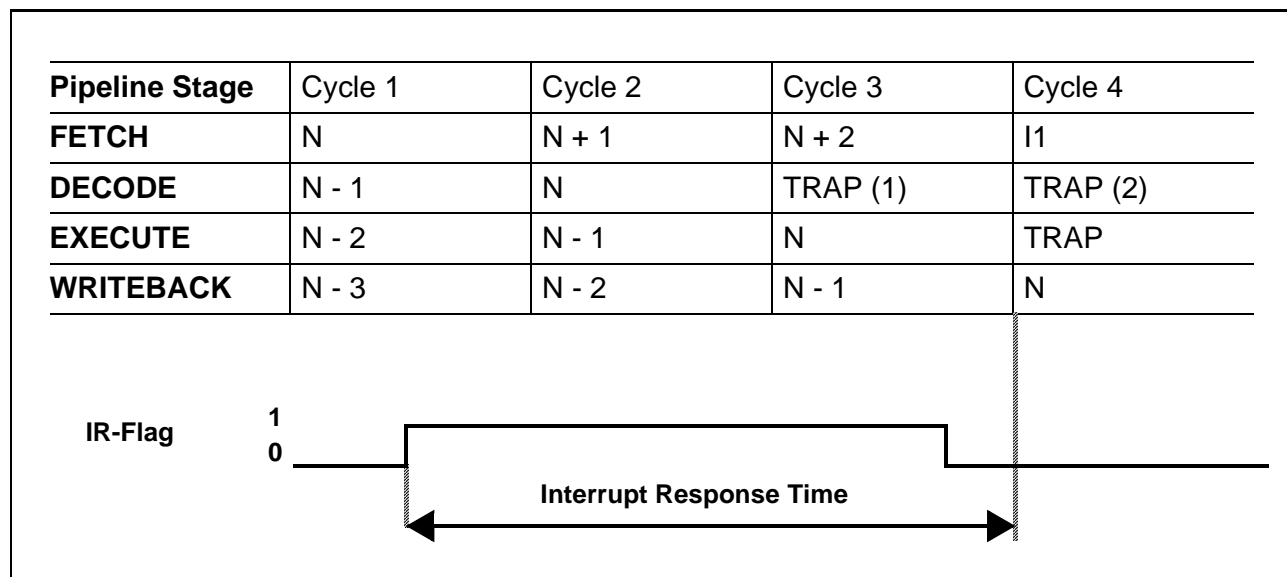 Pipeline Stage Cycle 1 Cycle 2 Cycle 3 Cycle 4
FETCH N N + 1 N + 2 I1
DECODE N - 1 N TRAP (1) TRAP (2)
EXECUTE N - 2 N - 1 N TRAP
WRITEBACK N - 3 N - 2 N - 1 N
IR-Flag 1
0
Interrupt Response Time